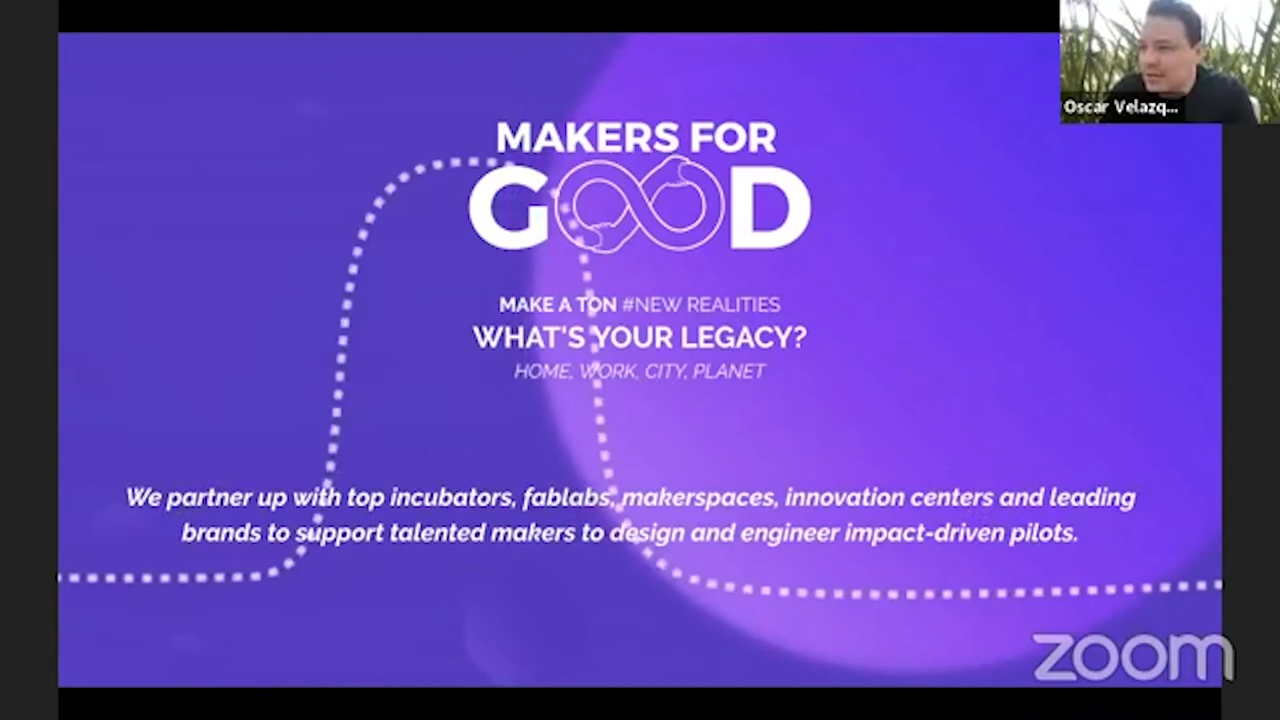 Oscar Velazq...
MAKERS FOR
GOOD
MAKE A TON #NEW REALITIES
WHAT'S YOUR LEGACY?
HOME, WORK, CITY, PLANET
We partner up with top incubators, fablabs, makerspaces, innovation centers and leading
brands to support talented makers to design and engineer impact-driven pilots.
zoom